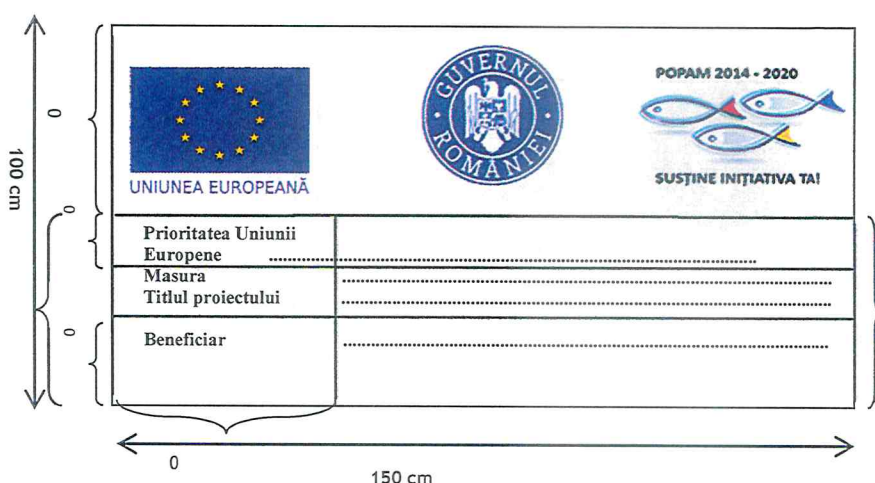 POPAM 2014 - 2020
GUVERNUL ROMÂNIEI
UNIUNEA EUROPEANĂ
SUSȚINE INIȚIATIVA TA!
100 cm
0
0
0
Prioritatea Uniunii
Europene ....................
Masura ....................
Titlul proiectului ....................
Beneficiar ....................
0
150 cm